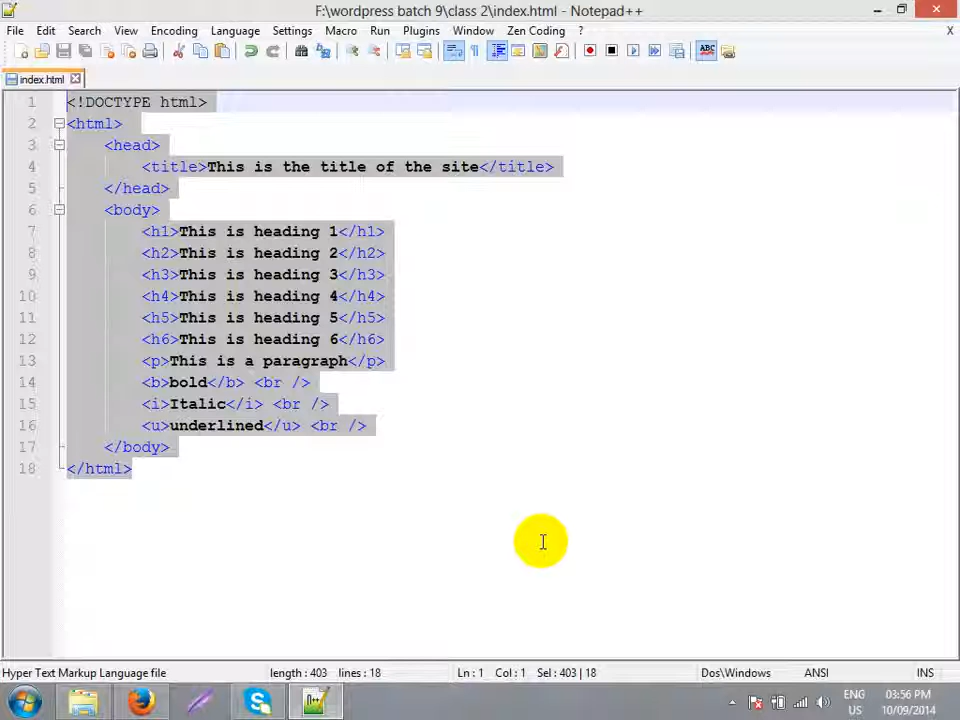 F:\wordpress batch 9\class 2\index.html - Notepad++
File Edit Search View Encoding Language Settings Macro Run Plugins Window Zen Coding ? X
index.html
1 <!DOCTYPE html>
2 <html>
3 <head>
4 <title>This is the title of the site</title>
5 </head>
6 <body>
7 <h1>This is heading 1</h1>
8 <h2>This is heading 2</h2>
9 <h3>This is heading 3</h3>
10 <h4>This is heading 4</h4>
11 <h5>This is heading 5</h5>
12 <h6>This is heading 6</h6>
13 <p>This is a paragraph</p>
14 <b>bold</b> <br />
15 <i>Italic</i> <br />
16 <u>underlined</u> <br />
17 </body>
18 </html>
Hyper Text Markup Language file length : 403 lines : 18 Ln : 1 Col : 1 Sel : 403 | 18 Dos\Windows ANSI INS
ENG 03:56 PM
US 10/09/2014